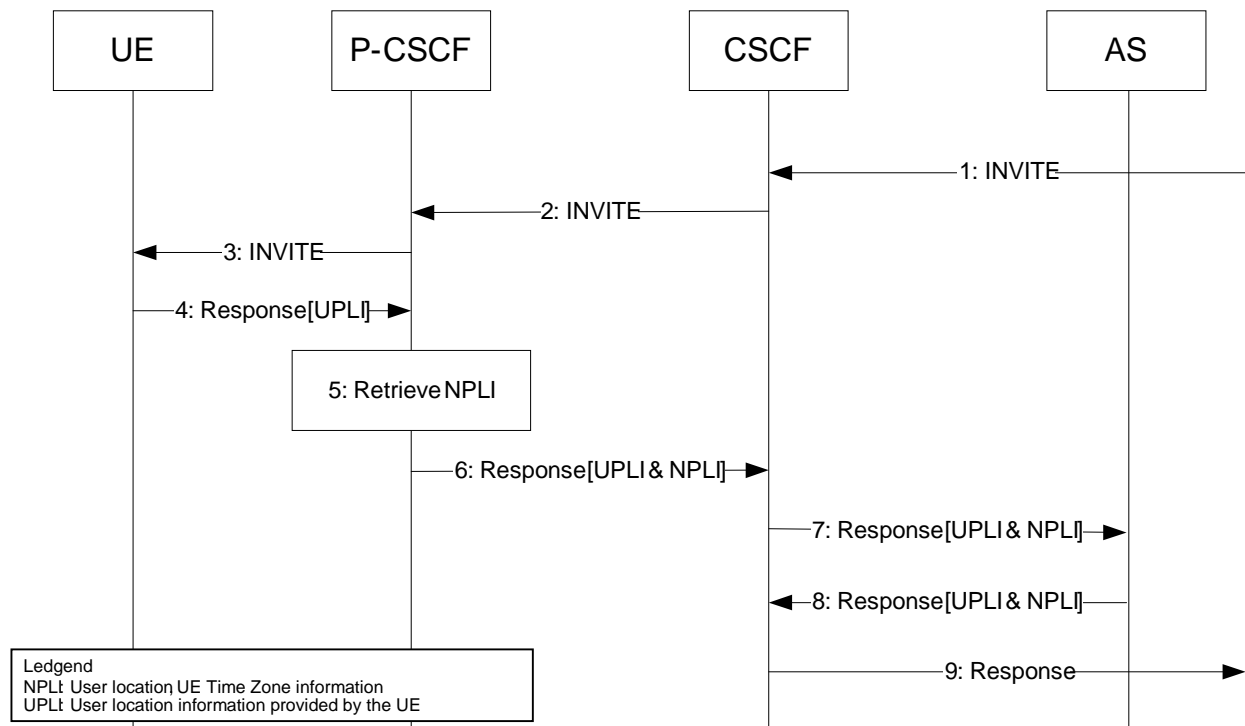 UE
P-CSCF
CSCF
AS
1: INVITE
2: INVITE
3: INVITE
4: Response[UPLI]
5: Retrieve NPLI
6: Response[UPLI & NPLI]
7: Response[UPLI & NPLI]
8: Response[UPLI & NPLI]
9: Response
Ledgend
NPLI: User location, UE Time Zone information
UPLI: User location information provided by the UE